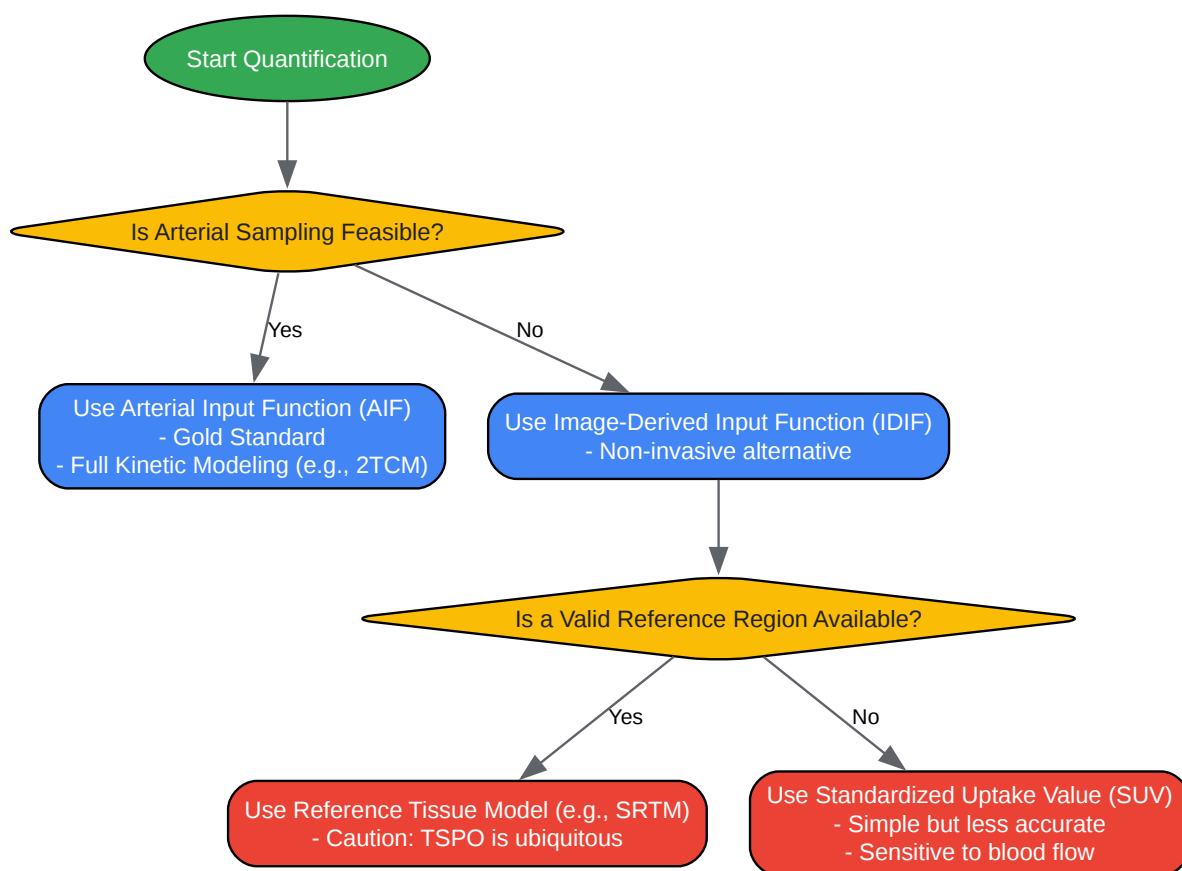 Start Quantification
Is Arterial Sampling Feasible?
Yes
No
Use Arterial Input Function (AIF)
- Gold Standard
- Full Kinetic Modeling (e.g., 2TCM)
Use Image-Derived Input Function (IDIF)
- Non-invasive alternative
Is a Valid Reference Region Available?
Yes
No
Use Reference Tissue Model (e.g., SRTM)
- Caution: TSPO is ubiquitous
Use Standardized Uptake Value (SUV)
- Simple but less accurate
- Sensitive to blood flow